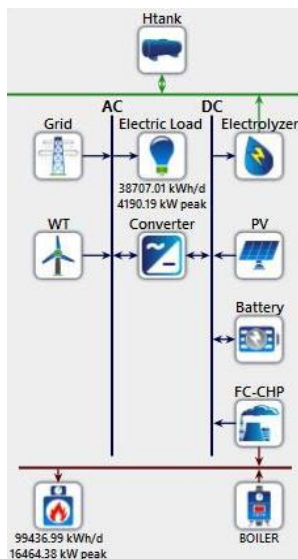 Htank
AC DC
Grid Electric Load Electrolyzer
38707.01 kWh/d
4190.19 kW peak
WT Converter PV
Battery
FC-CHP
99436.99 kWh/d
16464.38 kW peak
BOILER